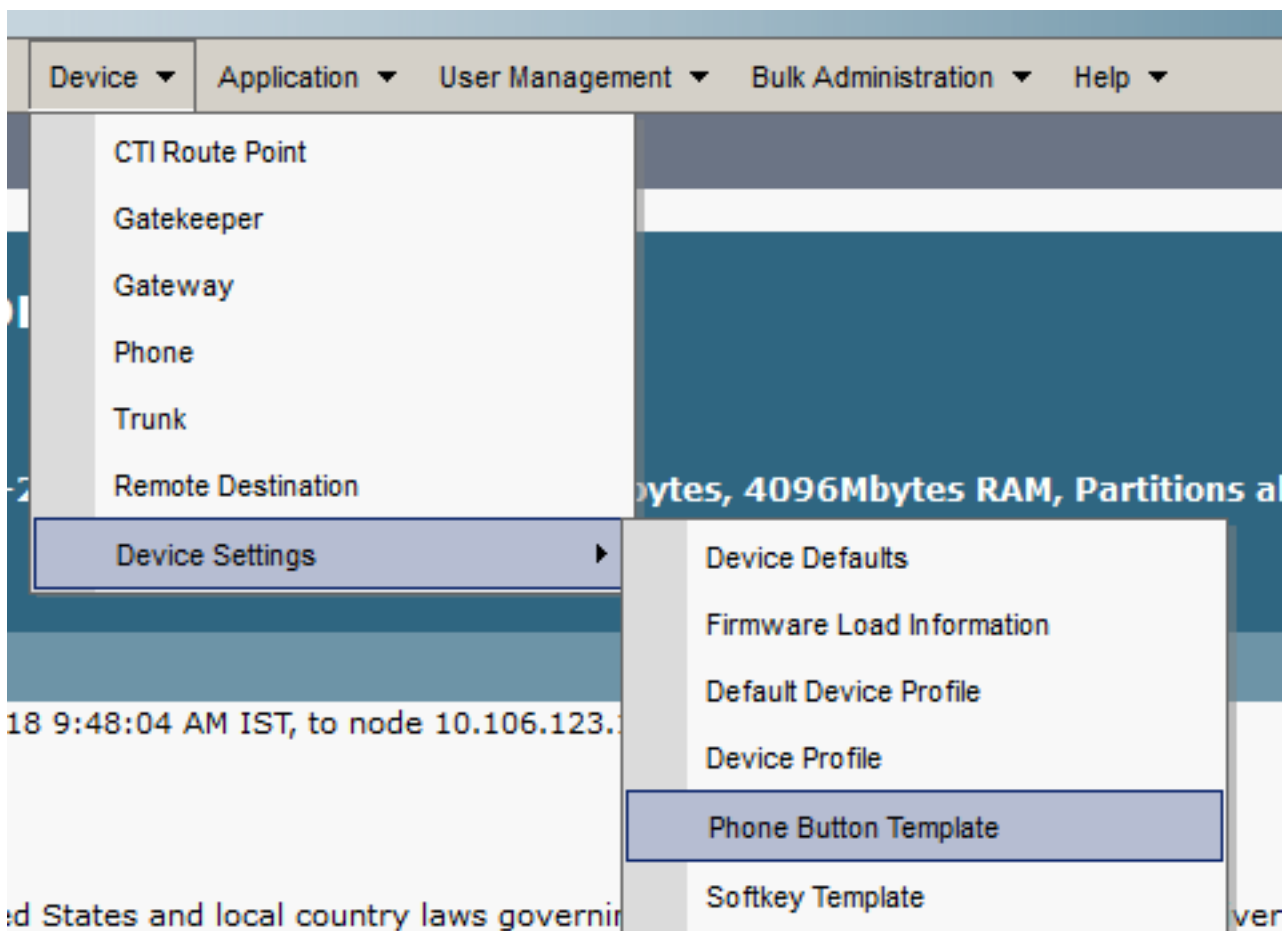 Device Application User Management Bulk Administration Help
CTI Route Point
Gatekeeper
Gateway
Phone
Trunk
Remote Destination
bytes, 4096Mbytes RAM, Partitions
Device Settings
Device Defaults
Firmware Load Information
Default Device Profile
18 9:48:04 AM IST, to node 10.106.123.
Device Profile
Phone Button Template
Softkey Template
States and local country laws